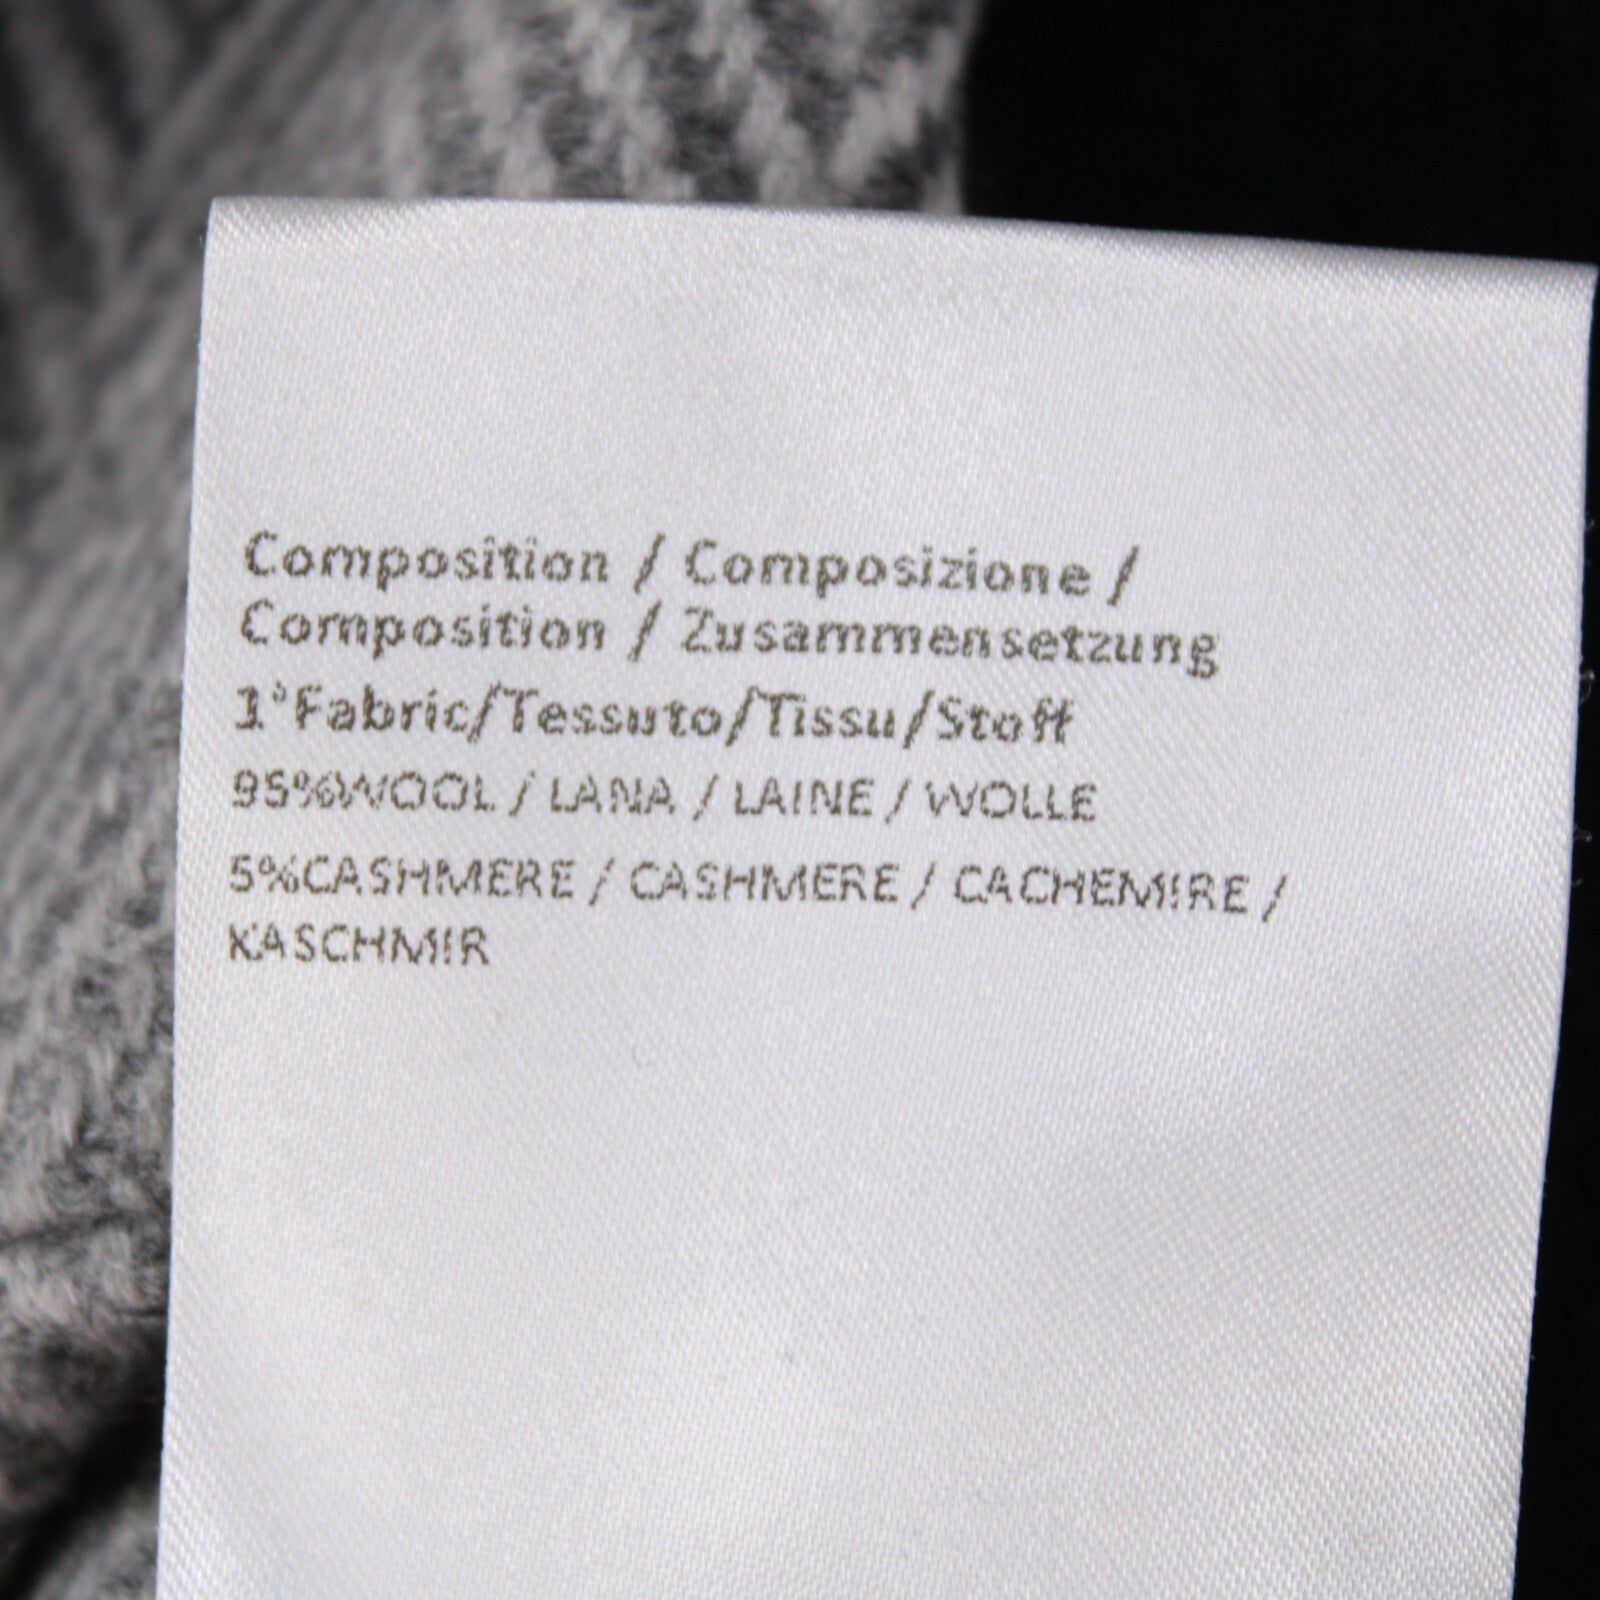 Composition / Composizione /
Composition / Zusammensetzung
1°Fabric/Tessuto/Tissu/Stoff
95%WOOL / LANA / LAINE / WOLLE
5%CASHMERE / CASHMERE / CACHEMIRE /
KASCHMIR